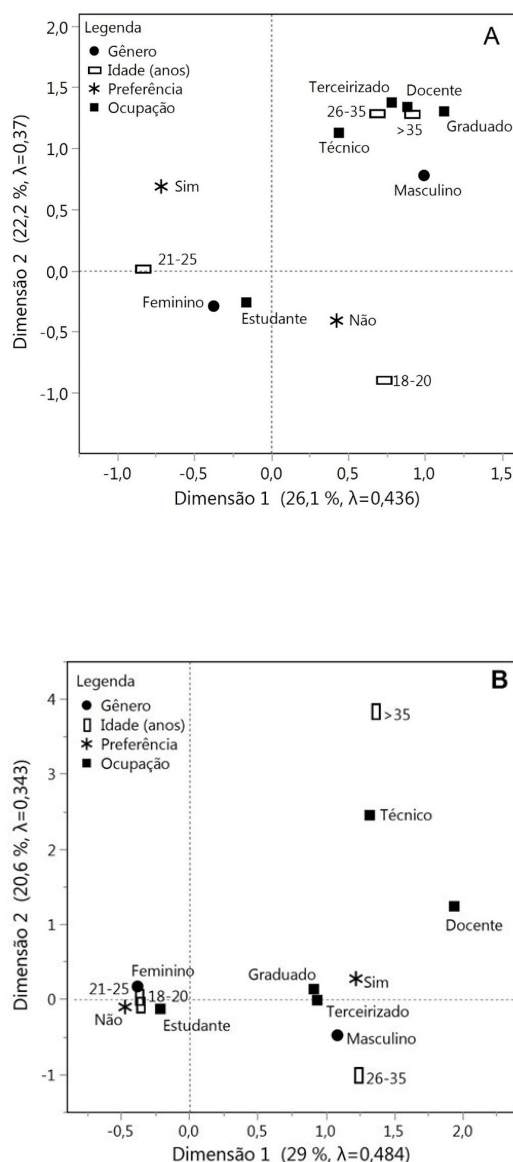 A
Legenda
Gênero
Idade (anos)
Preferência
Ocupação
2,0
1,5
1,0
0,5
0,0
-0,5
-1,0
Dimensão 2 (22,2 %, λ=0,37)
Terceirizado
Docente
26-35
>35
Graduado
Técnico
Masculino
Sim
21-25
Feminino
Estudante
Não
18-20
-1,0 -0,5 0,0 0,5 1,0 1,5
Dimensão 1 (26,1 %, λ=0,436)
B
Legenda
Gênero
Idade (anos)
Preferência
Ocupação
4
3
2
1
0
-1
Dimensão 2 (20,6 %, λ=0,343)
>35
Técnico
Docente
Feminino
Graduado
Sim
21-25
18-20
Não
Estudante
Terceirizado
Masculino
26-35
-0,5 0,0 0,5 1,0 1,5 2,0
Dimensão 1 (29 %, λ=0,484)